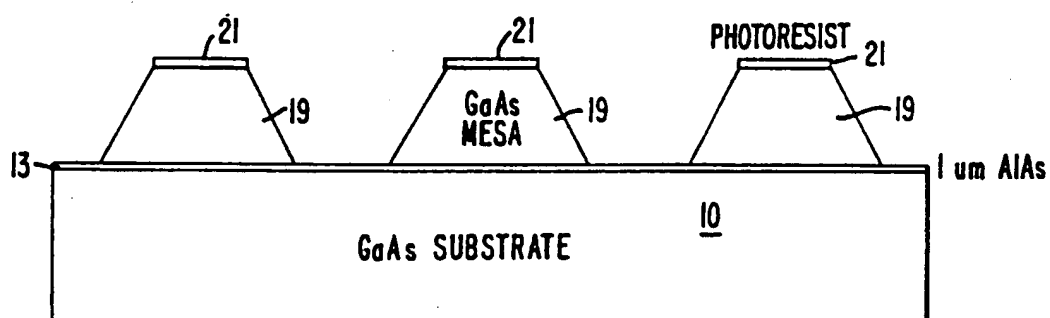 21
21
PHOTORESIST
21
19
GaAs
MESA
19
19
13
1 um AlAs
10
GaAs SUBSTRATE